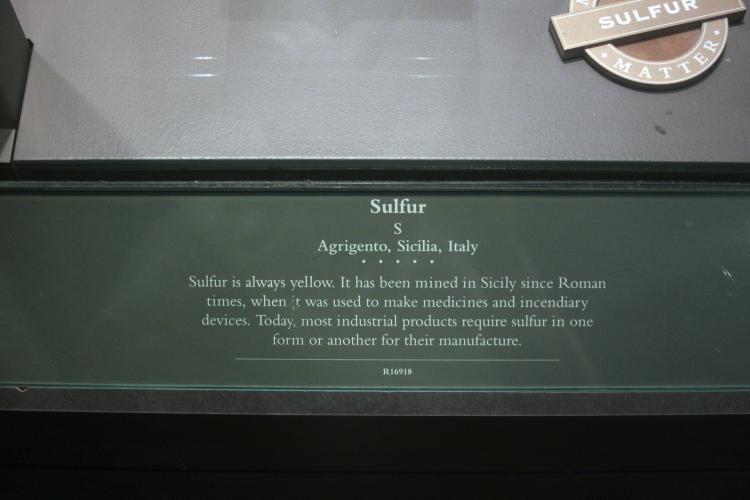 SULFUR
MATTER
Sulfur
S
Agrigento, Sicilia, Italy
Sulfur is always yellow. It has been mined in Sicily since Roman
times, when it was used to make medicines and incendiary
devices. Today, most industrial products require sulfur in one
form or another for their manufacture.
R16918